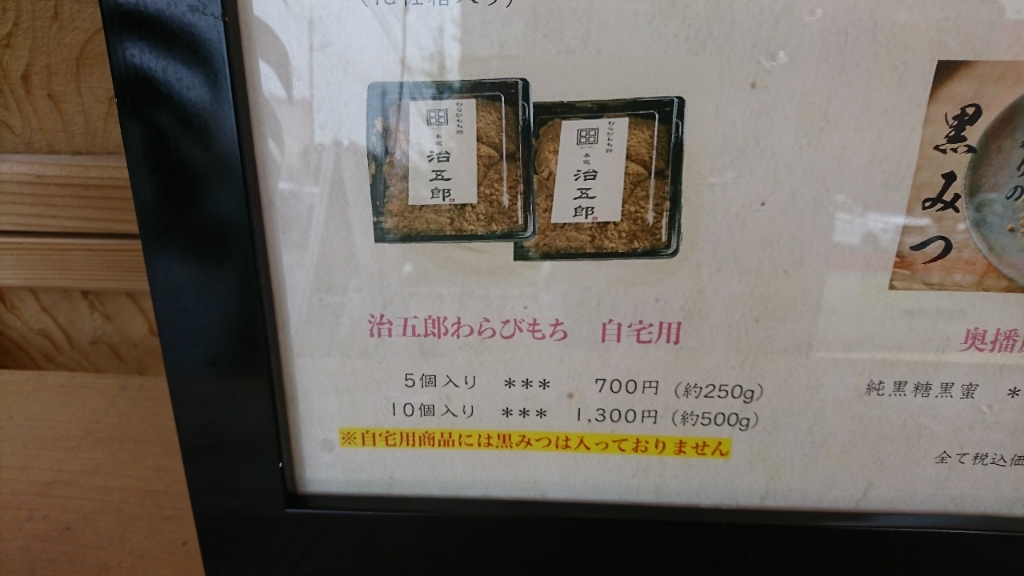 本家
治五郎
本家
治五郎
黒みつ
治五郎わらびもち 自宅用
5個入り *** 700円 (約250g)
10個入り *** 1,300円 (約500g)
※自宅用商品には黒みつは入っておりません
奥播
純黒糖黒蜜 *
全て税込価